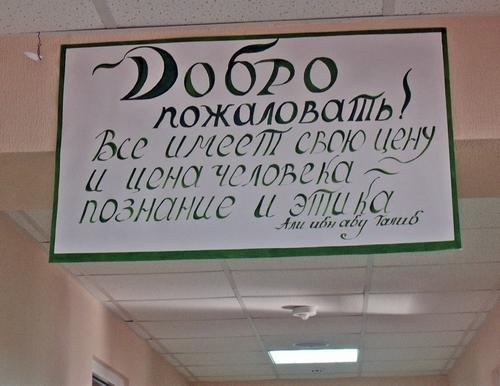 Добро
пожаловать!
Все имеет свою цену
и цена человека ~
познание и этика
Али ибн абу Талиб